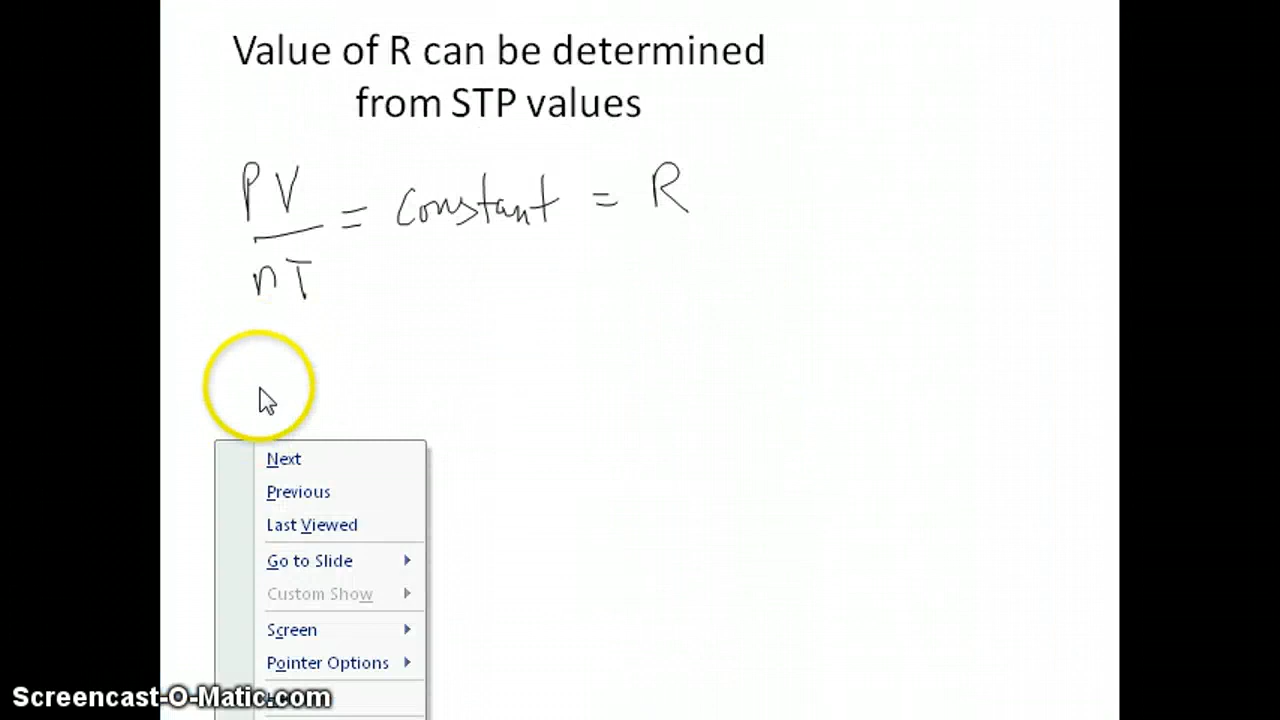 Value of R can be determined
from STP values
PV
nT
= constant = R
Next
Previous
Last Viewed
Go to Slide
Custom Show
Screen
Pointer Options
Screencast-O-Matic.com